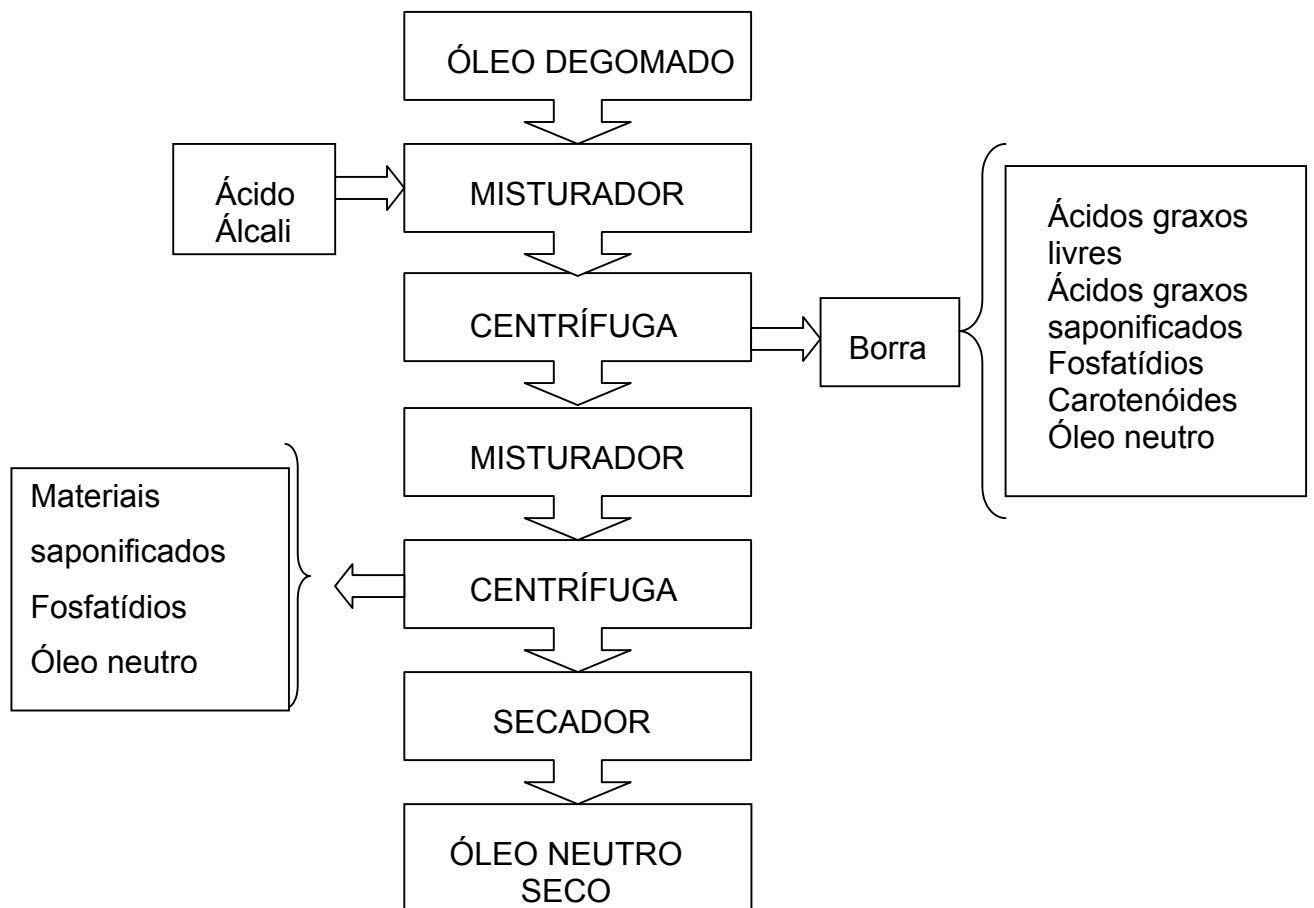 ÓLEO DEGOMADO
Ácido
Álcali
MISTURADOR
CENTRÍFUGA
Borra
Ácidos graxos
livres
Ácidos graxos
saponificados
Fosfatídios
Carotenóides
Óleo neutro
MISTURADOR
Materiais
saponificados
Fosfatídios
Óleo neutro
CENTRÍFUGA
SECADOR
ÓLEO NEUTRO
SECO